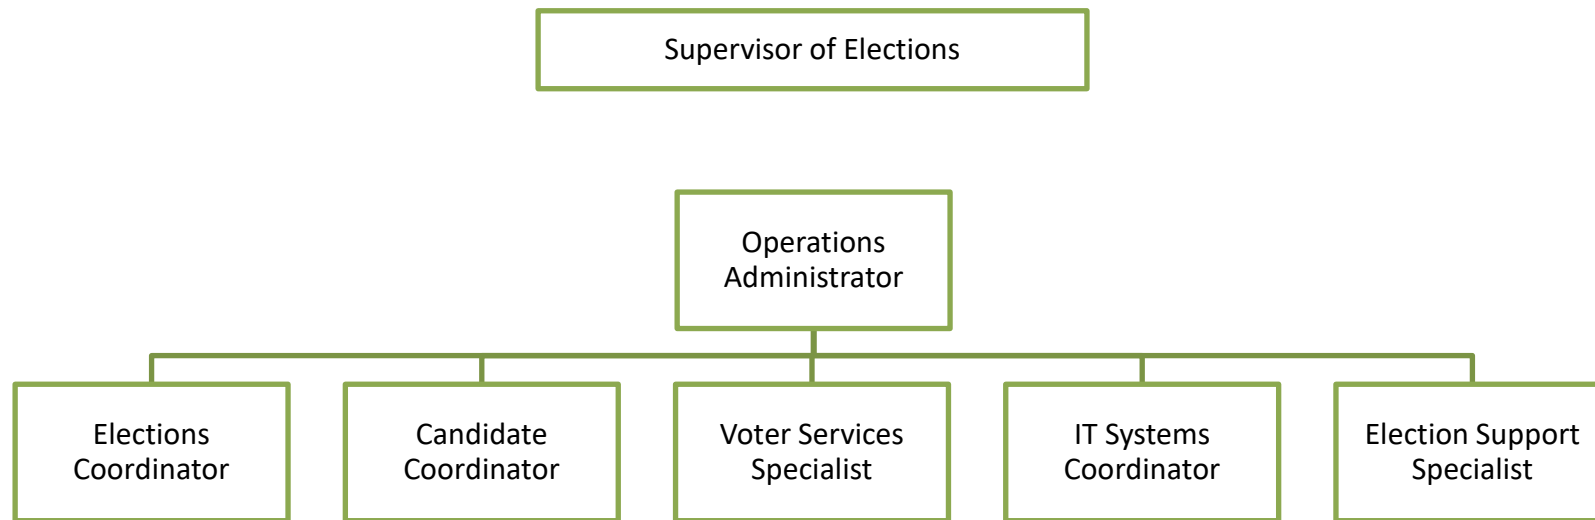 Supervisor of Elections
Operations
Administrator
Elections
Coordinator
Candidate
Coordinator
Voter Services
Specialist
IT Systems
Coordinator
Election Support
Specialist